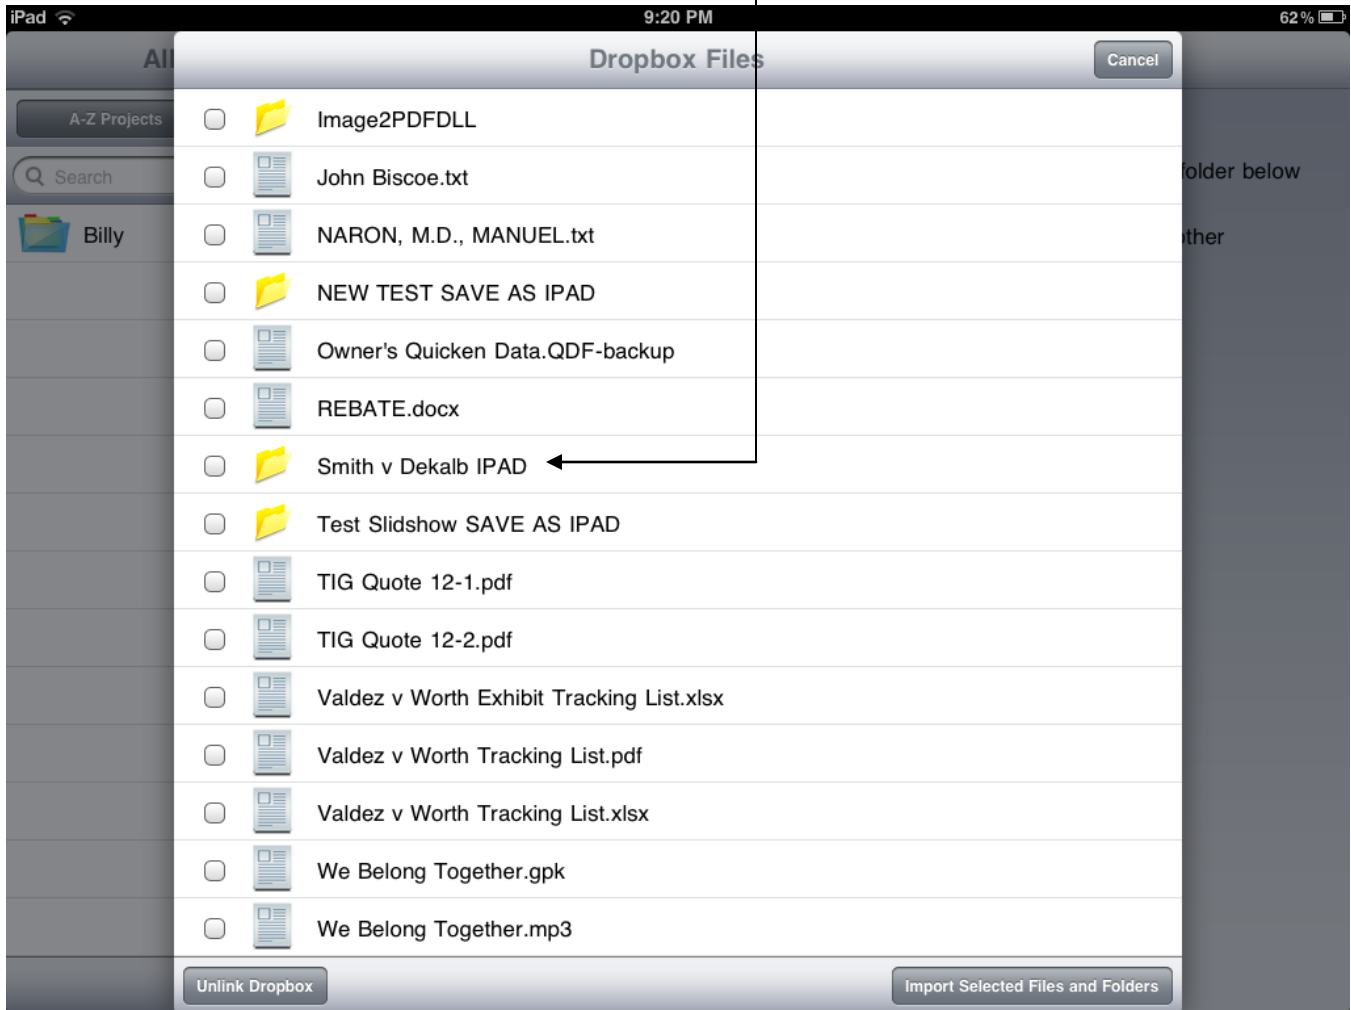 iPad 9:20 PM 62%
All
Dropbox Files
Cancel
A-Z Projects
Search
Billy
folder below
other
Image2PDFDLL
John Biscoe.txt
NARON, M.D., MANUEL.txt
NEW TEST SAVE AS IPAD
Owner's Quicken Data.QDF-backup
REBATE.docx
Smith v Dekalb IPAD
Test Slidshow SAVE AS IPAD
TIG Quote 12-1.pdf
TIG Quote 12-2.pdf
Valdez v Worth Exhibit Tracking List.xlsx
Valdez v Worth Tracking List.pdf
Valdez v Worth Tracking List.xlsx
We Belong Together.gpk
We Belong Together.mp3
Unlink Dropbox
Import Selected Files and Folders